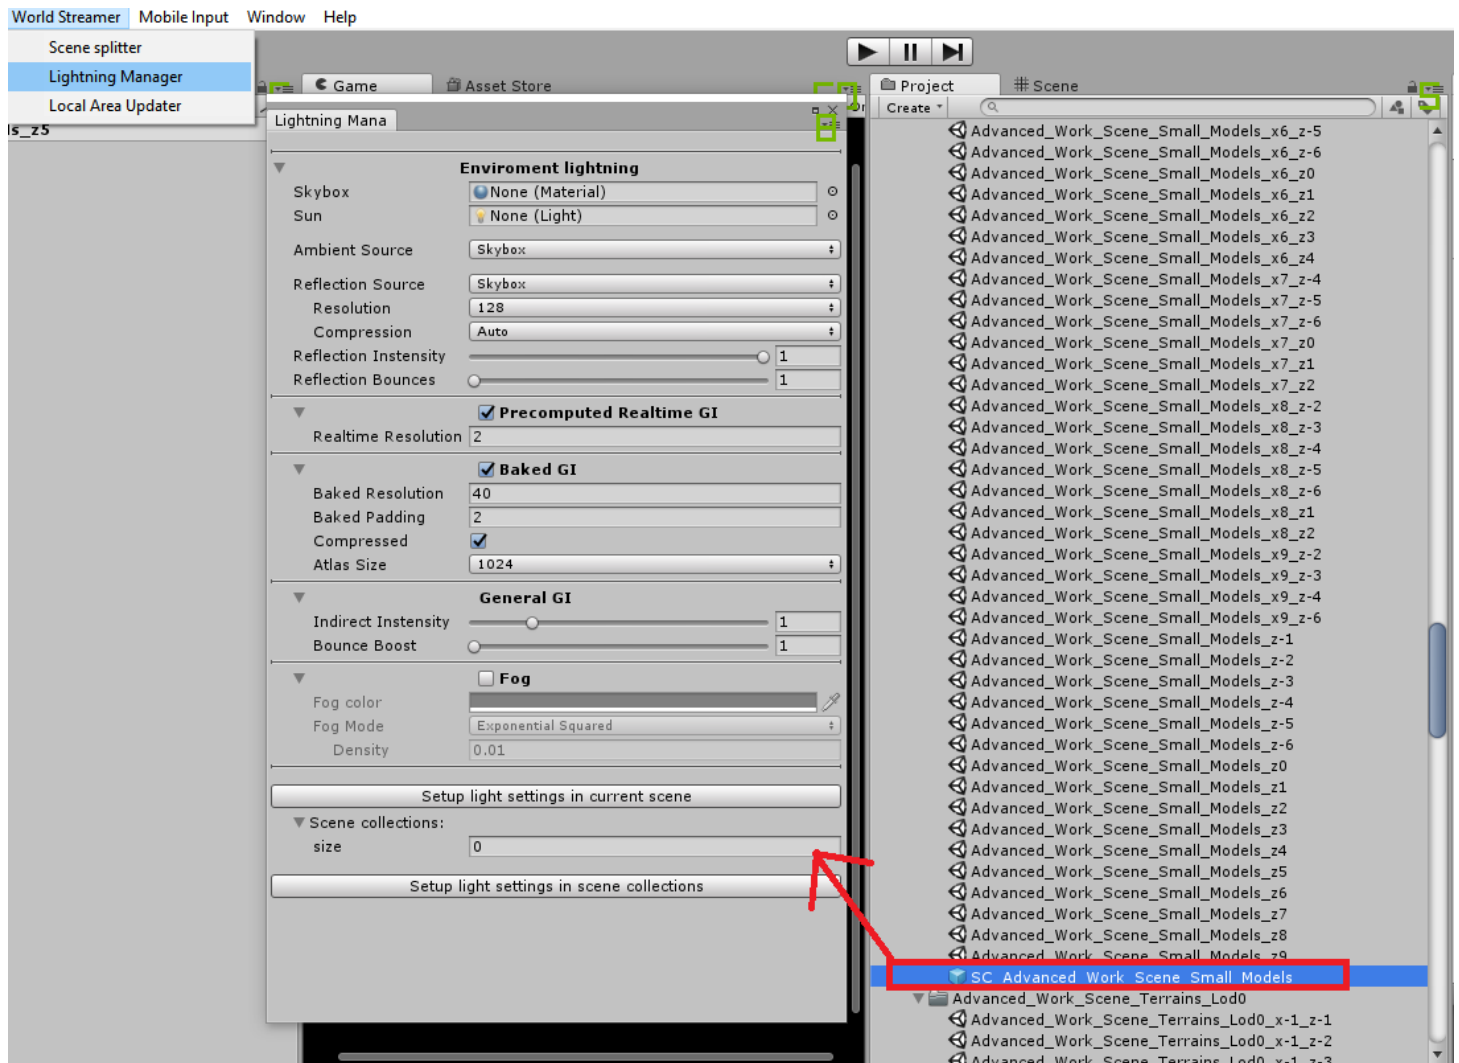 World Streamer Mobile Input Window Help
Scene splitter
Lightning Manager
Local Area Updater
ls_z5
Game
Asset Store
Lightning Mana
Enviroment lightning
Skybox None (Material)
Sun None (Light)
Ambient Source Skybox
Reflection Source Skybox
Resolution 128
Compression Auto
Reflection Instensity 1
Reflection Bounces 1
Precomputed Realtime GI
Realtime Resolution 2
Baked GI
Baked Resolution 40
Baked Padding 2
Compressed
Atlas Size 1024
General GI
Indirect Instensity 1
Bounce Boost 1
Fog
Fog color
Fog Mode Exponential Squared
Density 0.01
Setup light settings in current scene
Scene collections:
size 0
Setup light settings in scene collections
Project
Scene
Create
Advanced_Work_Scene_Small_Models_x6_z-5
Advanced_Work_Scene_Small_Models_x6_z-6
Advanced_Work_Scene_Small_Models_x6_z0
Advanced_Work_Scene_Small_Models_x6_z1
Advanced_Work_Scene_Small_Models_x6_z2
Advanced_Work_Scene_Small_Models_x6_z3
Advanced_Work_Scene_Small_Models_x6_z4
Advanced_Work_Scene_Small_Models_x7_z-4
Advanced_Work_Scene_Small_Models_x7_z-5
Advanced_Work_Scene_Small_Models_x7_z-6
Advanced_Work_Scene_Small_Models_x7_z0
Advanced_Work_Scene_Small_Models_x7_z1
Advanced_Work_Scene_Small_Models_x7_z2
Advanced_Work_Scene_Small_Models_x8_z-2
Advanced_Work_Scene_Small_Models_x8_z-3
Advanced_Work_Scene_Small_Models_x8_z-4
Advanced_Work_Scene_Small_Models_x8_z-5
Advanced_Work_Scene_Small_Models_x8_z-6
Advanced_Work_Scene_Small_Models_x8_z1
Advanced_Work_Scene_Small_Models_x8_z2
Advanced_Work_Scene_Small_Models_x9_z-2
Advanced_Work_Scene_Small_Models_x9_z-3
Advanced_Work_Scene_Small_Models_x9_z-4
Advanced_Work_Scene_Small_Models_x9_z-6
Advanced_Work_Scene_Small_Models_z-1
Advanced_Work_Scene_Small_Models_z-2
Advanced_Work_Scene_Small_Models_z-3
Advanced_Work_Scene_Small_Models_z-4
Advanced_Work_Scene_Small_Models_z-5
Advanced_Work_Scene_Small_Models_z-6
Advanced_Work_Scene_Small_Models_z0
Advanced_Work_Scene_Small_Models_z1
Advanced_Work_Scene_Small_Models_z2
Advanced_Work_Scene_Small_Models_z3
Advanced_Work_Scene_Small_Models_z4
Advanced_Work_Scene_Small_Models_z5
Advanced_Work_Scene_Small_Models_z6
Advanced_Work_Scene_Small_Models_z7
Advanced_Work_Scene_Small_Models_z8
Advanced_Work_Scene_Small_Models_z9
SC_Advanced_Work_Scene_Small_Models
Advanced_Work_Scene_Terrains_Lod0
Advanced_Work_Scene_Terrains_Lod0_x-1_z-1
Advanced_Work_Scene_Terrains_Lod0_x-1_z-2
Advanced_Work_Scene_Terrains_Lod0_x-1_z-3